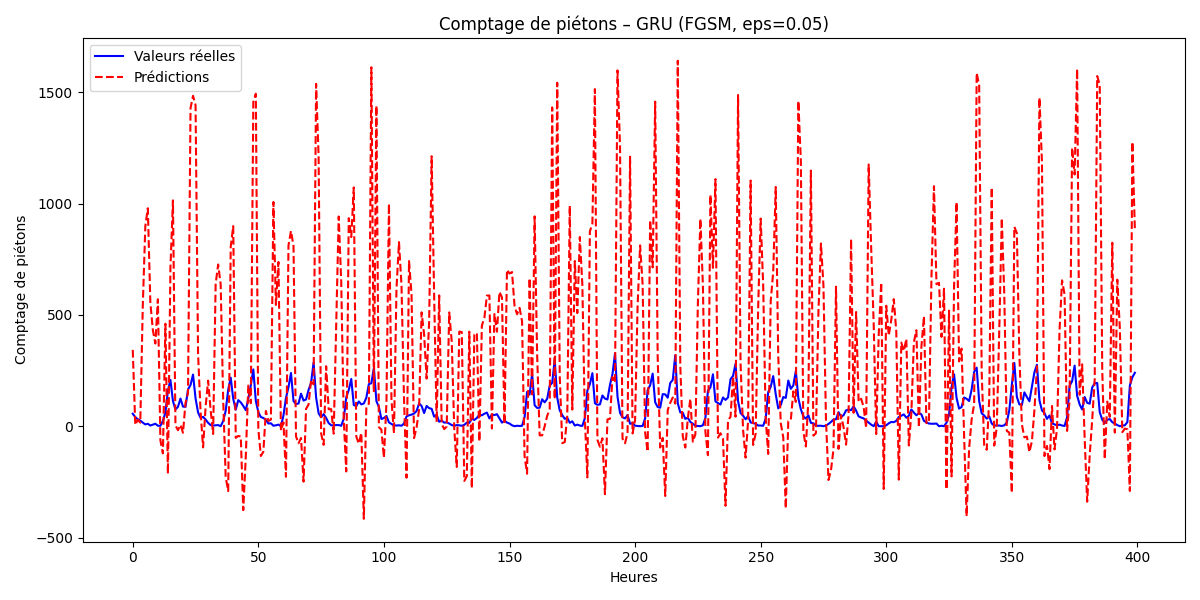 Comptage de piétons – GRU (FGSM, eps=0.05)
Valeurs réelles
Prédictions
Comptage de piétons
1500
1000
500
0
−500
0 50 100 150 200 250 300 350 400
Heures